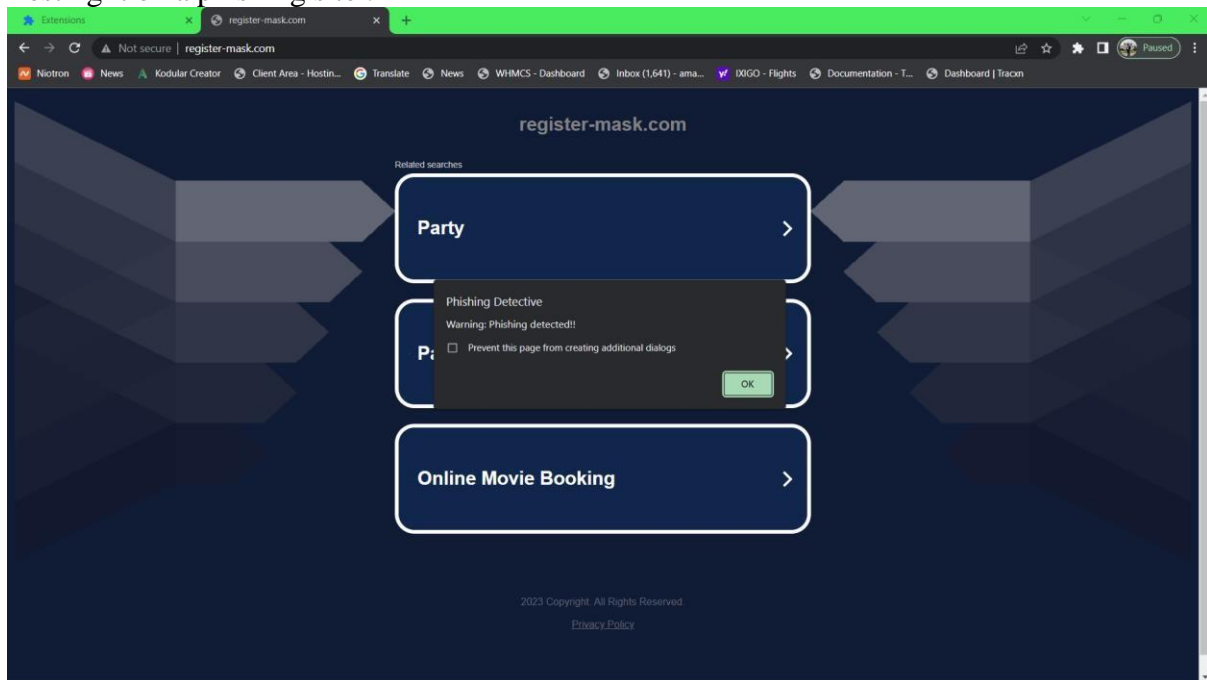 Extensions
register-mask.com
Not secure | register-mask.com
Paused
Niotron
News
Kodular Creator
Client Area - Hostin...
Translate
News
WHMCS - Dashboard
Inbox (1,641) - ama...
IXIGO - Flights
Documentation - T...
Dashboard | Tracxn
register-mask.com
Related searches
Party
Phishing Detective
Warning: Phishing detected!!
Prevent this page from creating additional dialogs
OK
Pa
Online Movie Booking
2023 Copyright. All Rights Reserved.
Privacy Policy